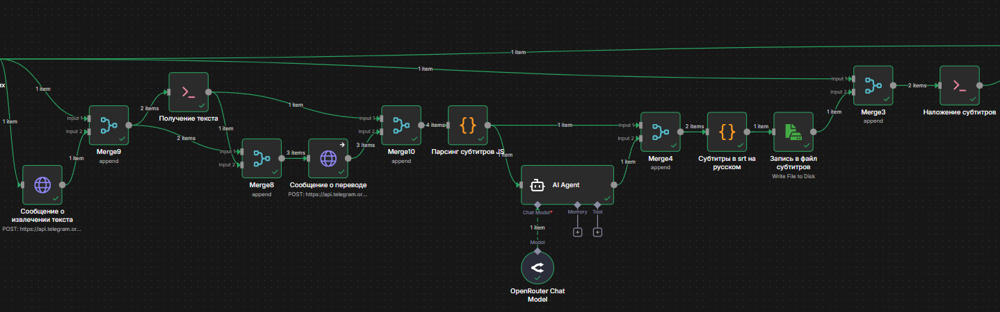 1 item
1 item
их
1 item
1 item
Input 1
Input 2
Merge9
append
1 item
Сообщение о
извлечении текста
POST: https://api.telegram.or...
2 items
Получение текста
2 items
1 item
1 item
Input 1
Input 2
Merge8
append
3 items
Сообщение о переводе
POST: https://api.telegram.or...
3 items
Input 1
Input 2
Merge10
append
4 items
Парсинг субтитров JS
1 item
1 item
AI Agent
Chat Model*
Memory
Tool
1 item
Model
OpenRouter Chat
Model
1 item
Input 1
Input 2
Merge4
append
2 items
Субтитры в srt на
русском
1 item
Запись в файл
субтитров
Write File to Disk
1 item
Input 1
Input 2
Merge3
append
2 items
Наложение субтитров